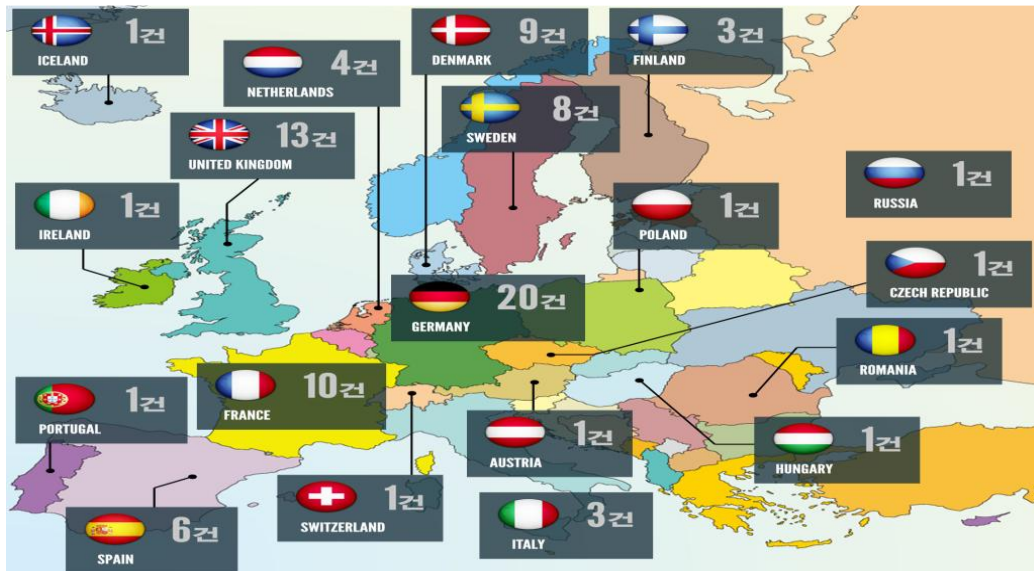 1건
ICELAND
4건
NETHERLANDS
9건
DENMARK
3건
FINLAND
13건
UNITED KINGDOM
8건
SWEDEN
1건
IRELAND
1건
POLAND
1건
RUSSIA
20건
GERMANY
1건
CZECH REPUBLIC
10건
FRANCE
1건
ROMANIA
1건
PORTUGAL
1건
AUSTRIA
1건
HUNGARY
6건
SPAIN
1건
SWITZERLAND
3건
ITALY